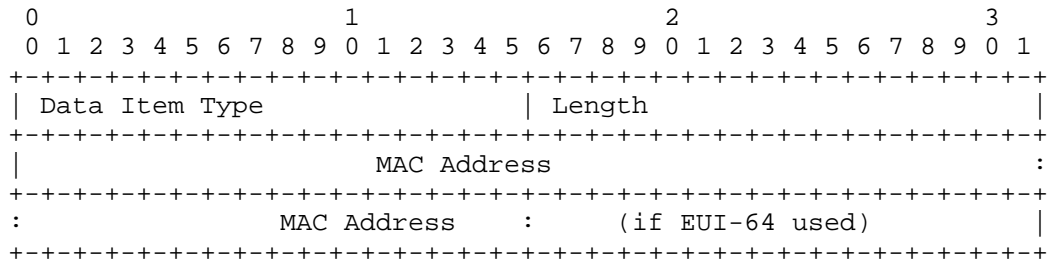 0                   1                   2                   3
 0 1 2 3 4 5 6 7 8 9 0 1 2 3 4 5 6 7 8 9 0 1 2 3 4 5 6 7 8 9 0 1
+-+-+-+-+-+-+-+-+-+-+-+-+-+-+-+-+-+-+-+-+-+-+-+-+-+-+-+-+-+-+-+-+
| Data Item Type                | Length                        |
+-+-+-+-+-+-+-+-+-+-+-+-+-+-+-+-+-+-+-+-+-+-+-+-+-+-+-+-+-+-+-+-+
|                      MAC Address                              :
+-+-+-+-+-+-+-+-+-+-+-+-+-+-+-+-+-+-+-+-+-+-+-+-+-+-+-+-+-+-+-+-+
:                MAC Address    :     (if EUI-64 used)          |
+-+-+-+-+-+-+-+-+-+-+-+-+-+-+-+-+-+-+-+-+-+-+-+-+-+-+-+-+-+-+-+-+